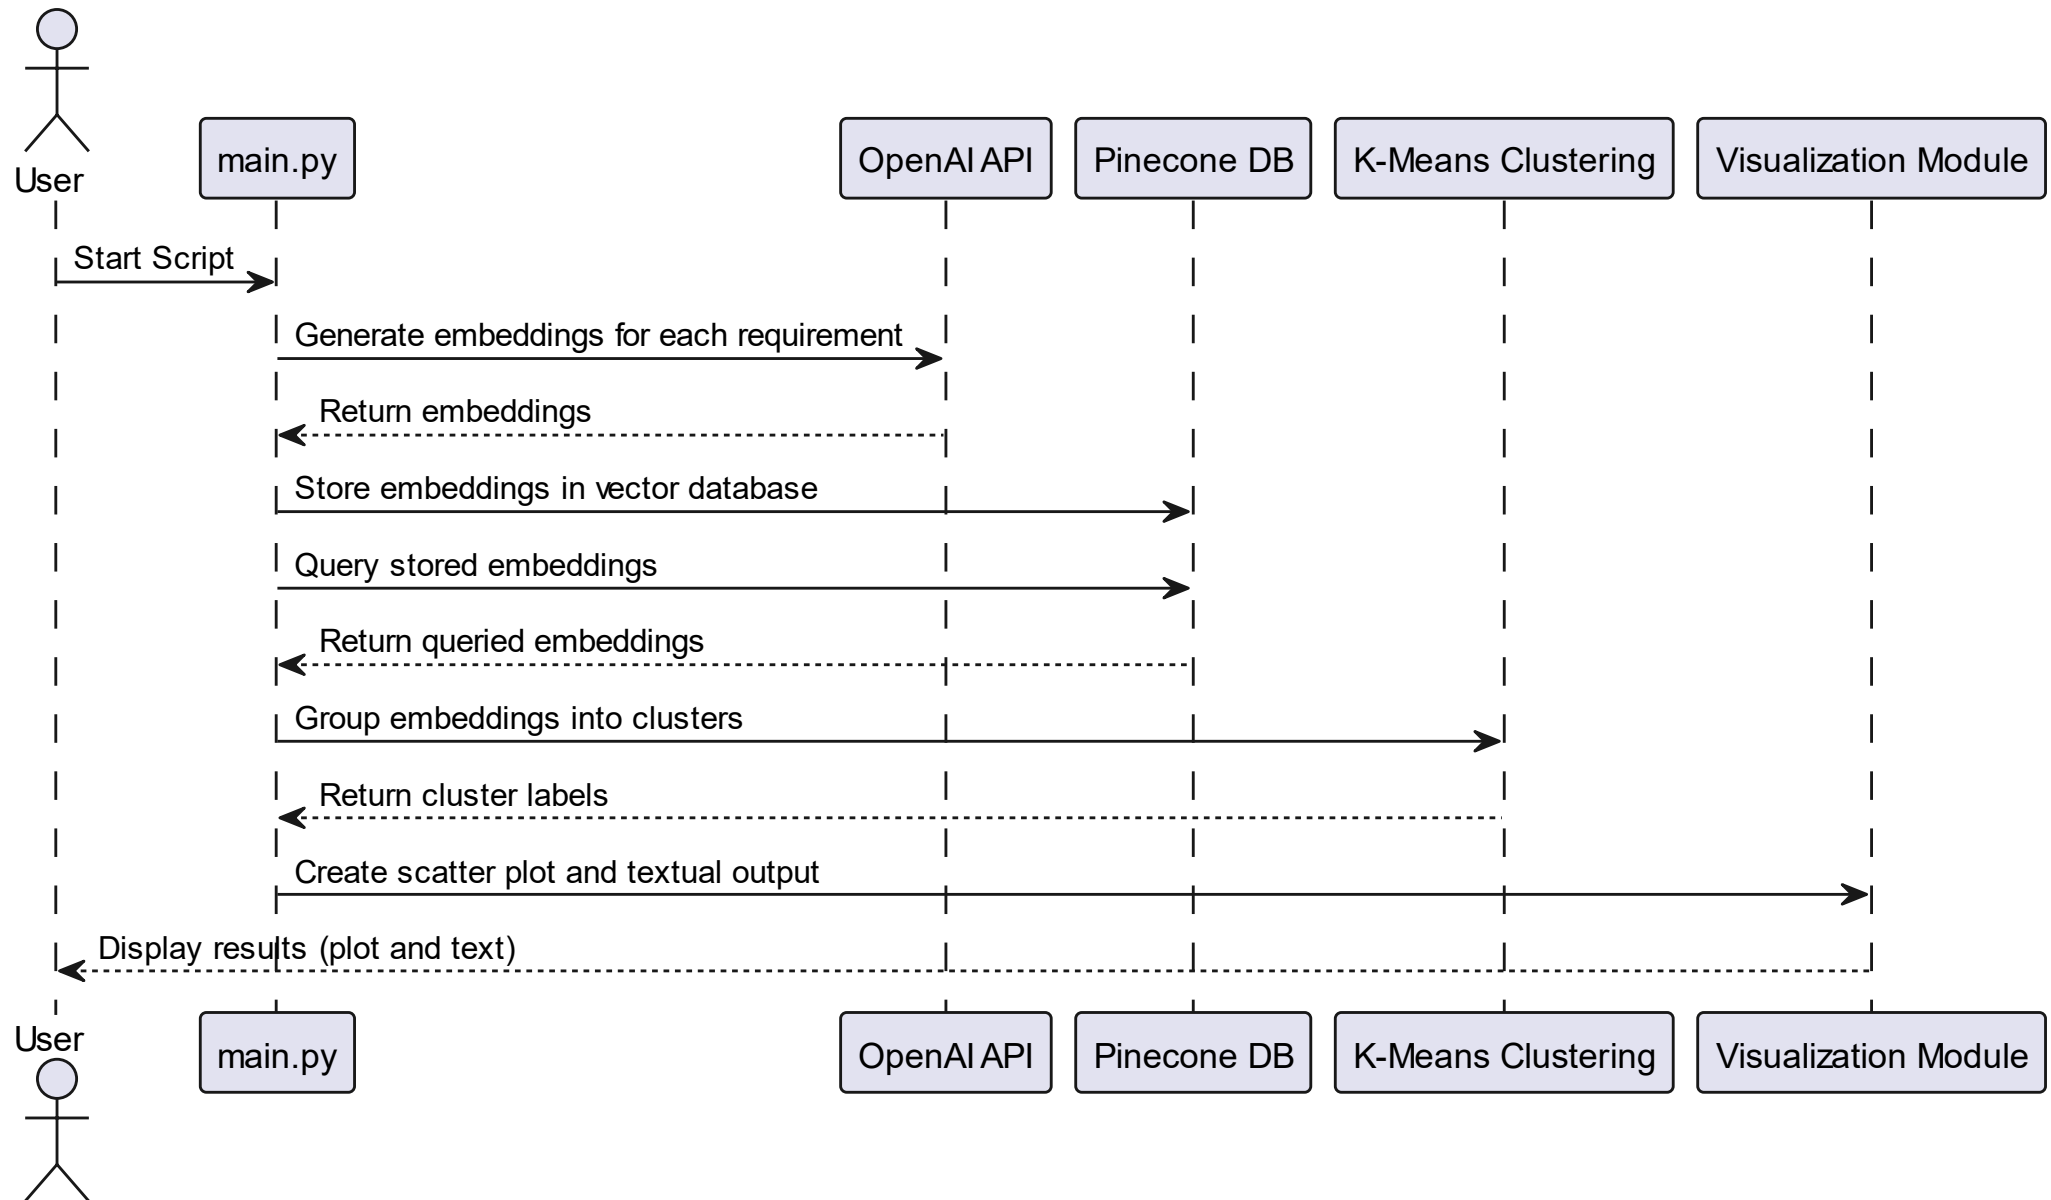 User
main.py
OpenAI API
Pinecone DB
K-Means Clustering
Visualization Module
Start Script
Generate embeddings for each requirement
Return embeddings
Store embeddings in vector database
Query stored embeddings
Return queried embeddings
Group embeddings into clusters
Return cluster labels
Create scatter plot and textual output
Display results (plot and text)
User
main.py
OpenAI API
Pinecone DB
K-Means Clustering
Visualization Module